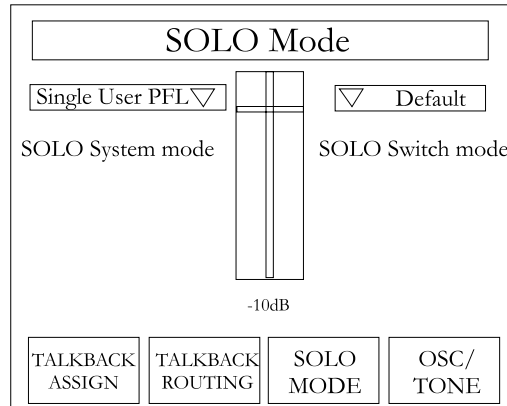 SOLO Mode
Single User PFL
Default
SOLO System mode
SOLO Switch mode
-10dB
TALKBACK
ASSIGN
TALKBACK
ROUTING
SOLO
MODE
OSC/
TONE